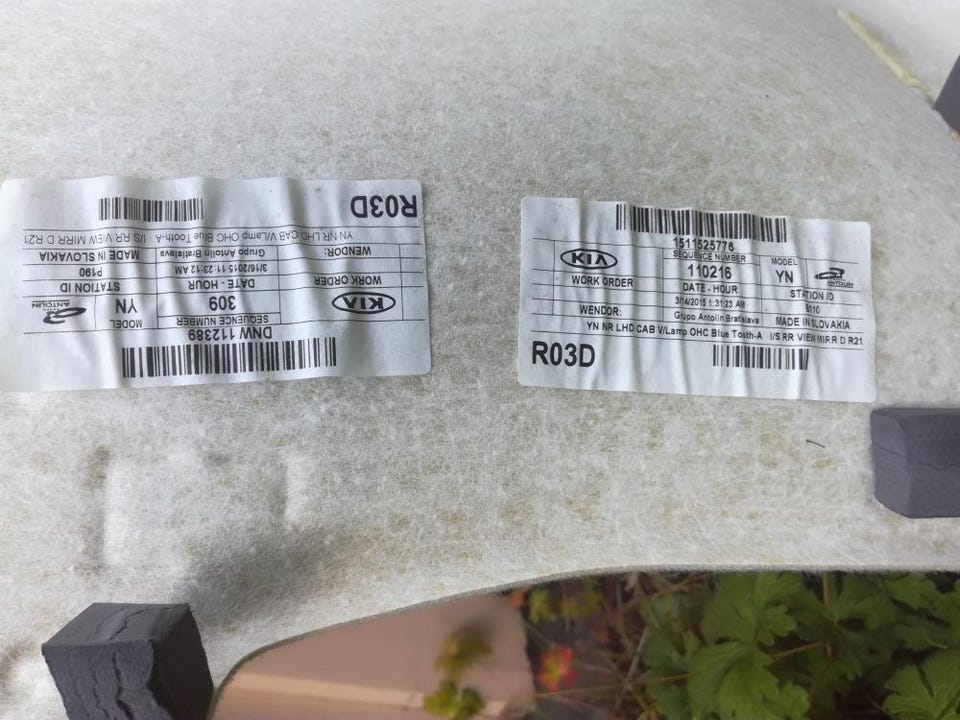 DNW 112389
SEQUENCE NUMBER
309
MODEL
YN
KIA
WORK ORDER
DATE - HOUR
STATION ID
3/16/2015 11:23:12 AM
P190
WENDOR:
Grupo Antolin Bratislava
MADE IN SLOVAKIA
YN NR LHD CAB V/Lamp OHC Blue Tooth-A I/S RR VIEW MIRR D R21
R03D
1511525776
SEQUENCE NUMBER
110216
MODEL
YN
KIA
WORK ORDER
DATE - HOUR
STATION ID
3/14/2015 1:31:23 AM
WENDOR:
Grupo Antolin Bratislava
MADE IN SLOVAKIA
YN NR LHD CAB V/Lamp OHC Blue Tooth-A I/S RR VIEW MIRR D R21
R03D